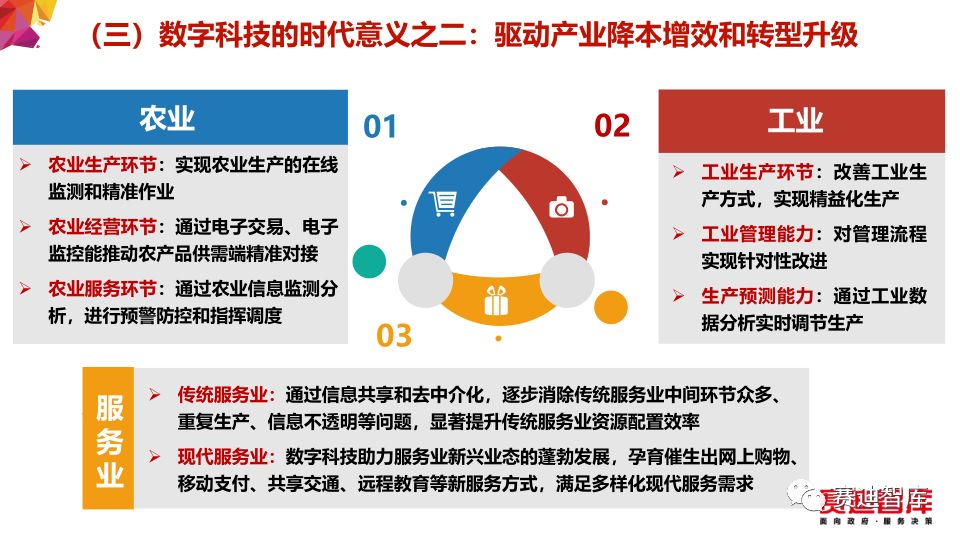 （三）数字科技的时代意义之二：驱动产业降本增效和转型升级
农业
农业生产环节：实现农业生产的在线
监测和精准作业
农业经营环节：通过电子交易、电子
监控能推动农产品供需端精准对接
农业服务环节：通过农业信息监测分
析，进行预警防控和指挥调度
01
02
03
工业
工业生产环节：改善工业生
产方式，实现精益化生产
工业管理能力：对管理流程
实现针对性改进
生产预测能力：通过工业数
据分析实时调节生产
服务业
传统服务业：通过信息共享和去中介化，逐步消除传统服务业中间环节众多、
重复生产、信息不透明等问题，显著提升传统服务业资源配置效率
现代服务业：数字科技助力服务业新兴业态的蓬勃发展，孕育催生出网上购物、
移动支付、共享交通、远程教育等新服务方式，满足多样化现代服务需求
赛迪智库
赛迪智库
面向政府·服务决策